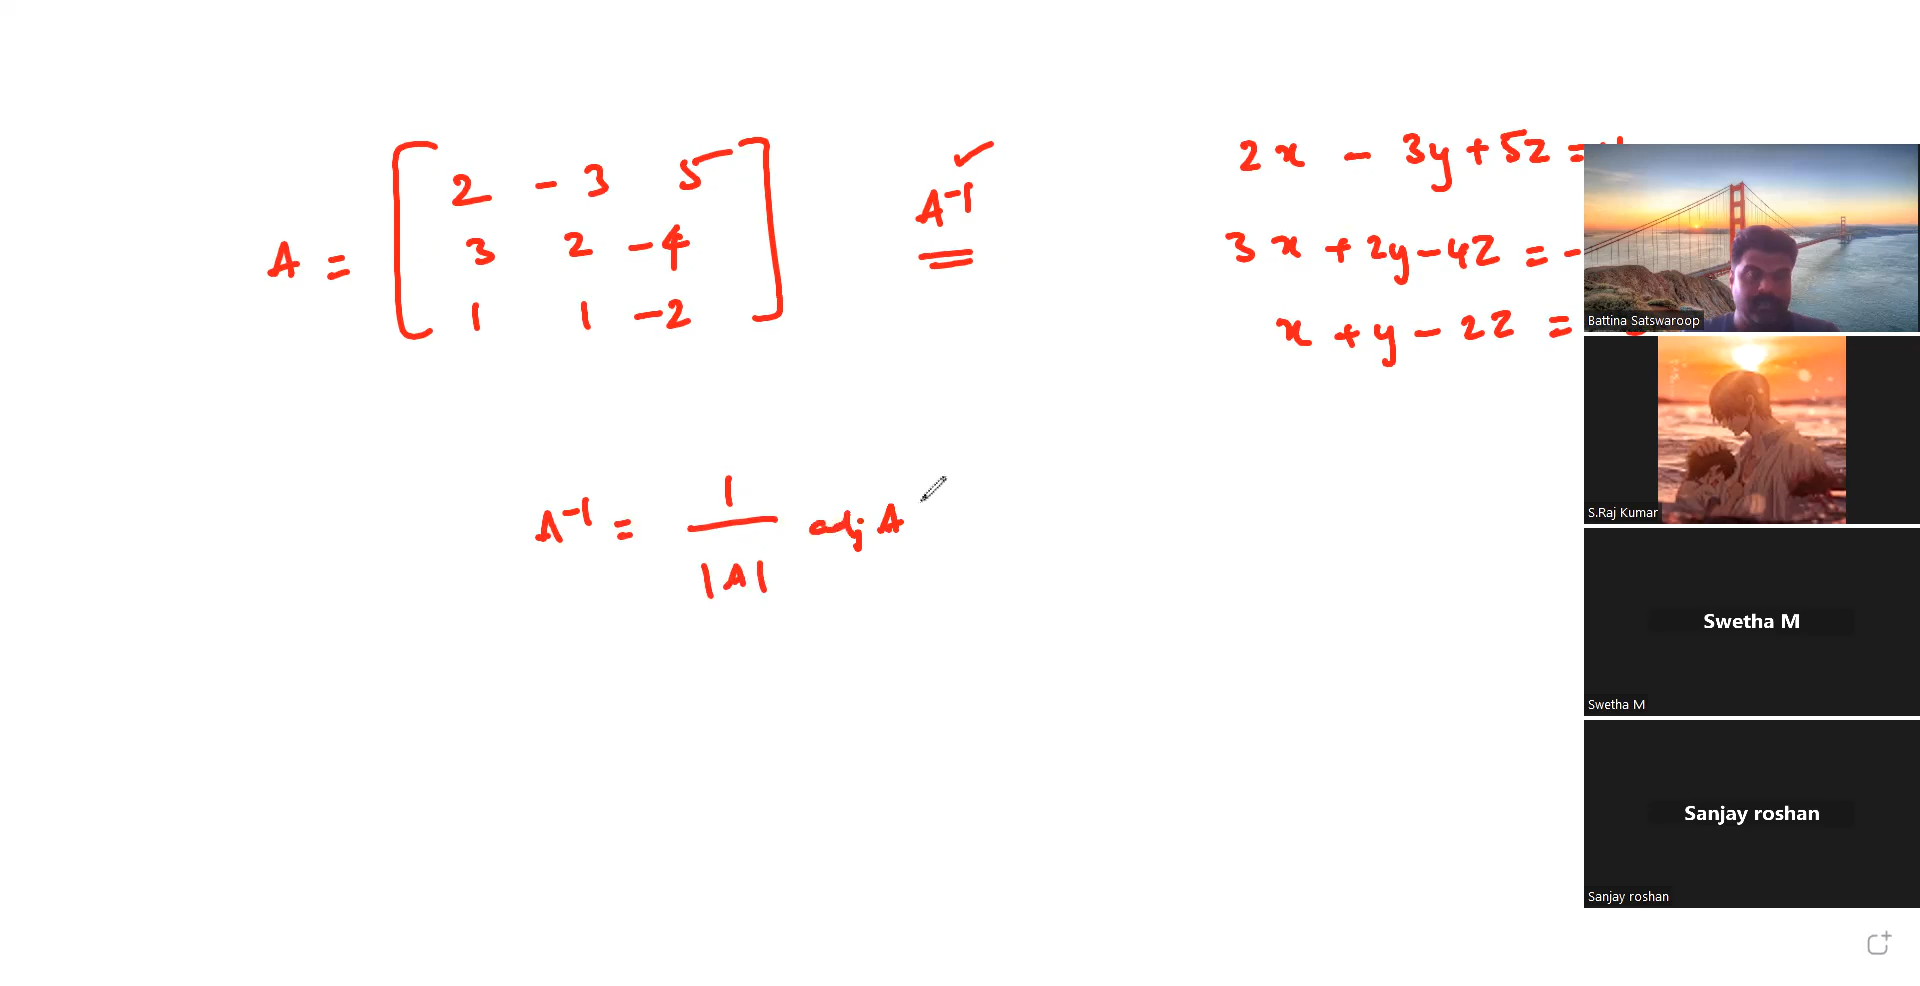 A = [ 2 - 3 5
3 2 - 4
1 1 - 2 ]
A⁻¹ ✓
2x - 3y + 5z =
3x + 2y - 4z = -
x + y - 2z =
A⁻¹ = 1 / |A| adj A
Battina Satswaroop
S.Raj Kumar
Swetha M
Swetha M
Sanjay roshan
Sanjay roshan